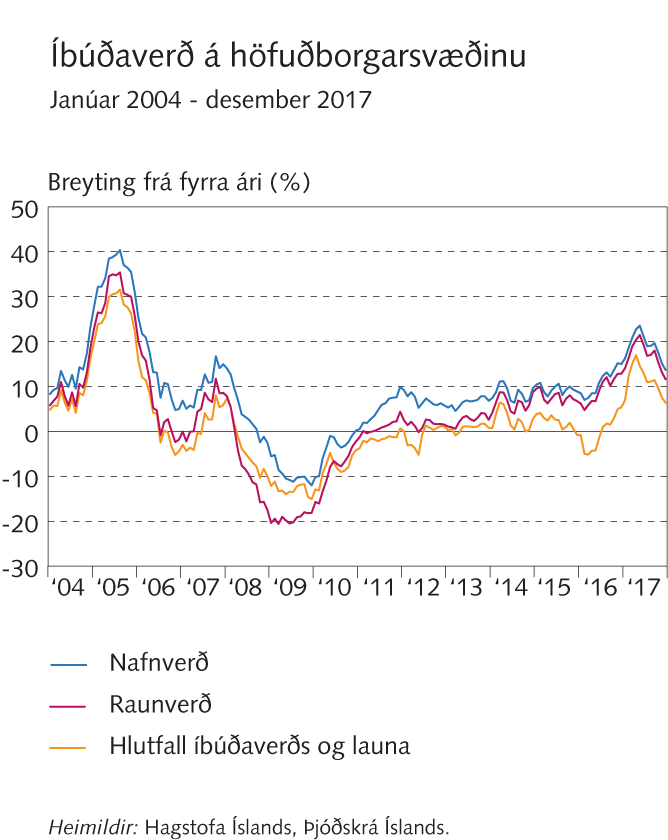 Íbúðaverð á höfuðborgarsvæðinu
Janúar 2004 - desember 2017
Breyting frá fyrra ári (%)
50
40
30
20
10
0
-10
-20
-30
‘04 ‘05 ‘06 ‘07 ‘08 ‘09 ‘10 ‘11 ‘12 ‘13 ‘14 ‘15 ‘16 ‘17
Nafnverð
Raunverð
Hlutfall íbúðaverðs og launa
Heimildir: Hagstofa Íslands, Þjóðskrá Íslands.